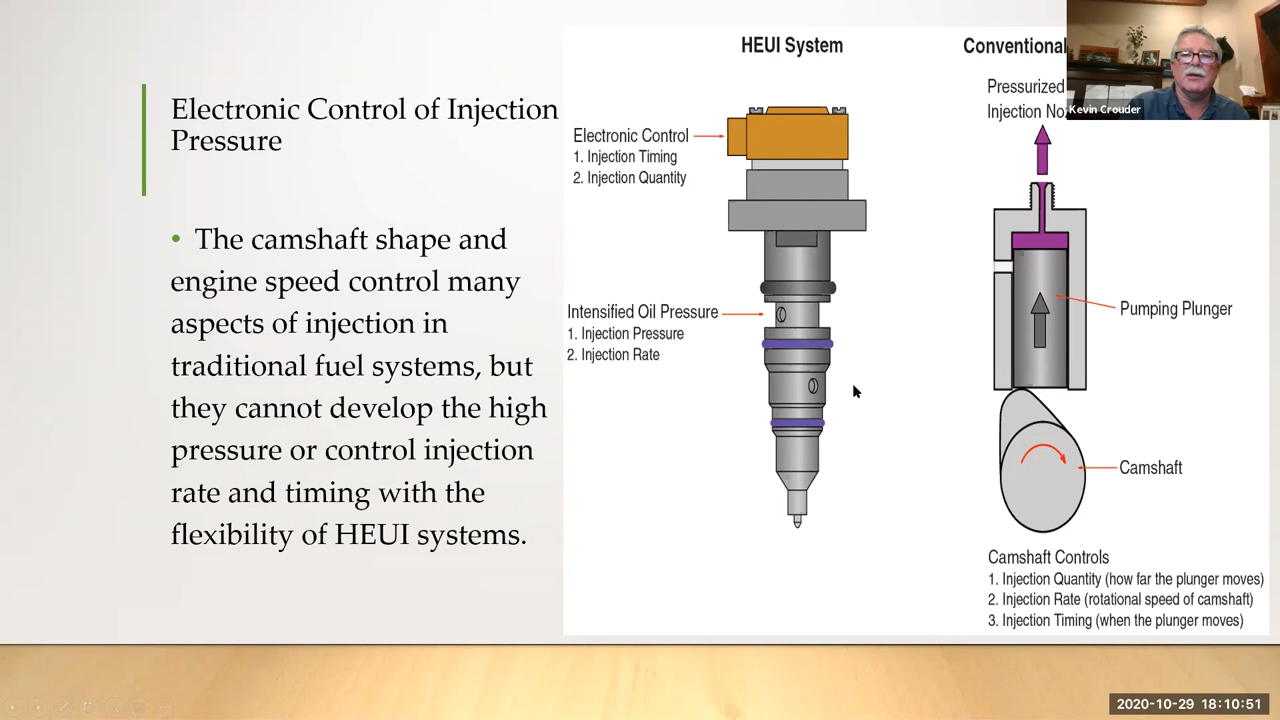 Electronic Control of Injection
Pressure
• The camshaft shape and
engine speed control many
aspects of injection in
traditional fuel systems, but
they cannot develop the high
pressure or control injection
rate and timing with the
flexibility of HEUI systems.
HEUI System
Electronic Control
1. Injection Timing
2. Injection Quantity
Intensified Oil Pressure
1. Injection Pressure
2. Injection Rate
Conventional
Pressurized
Injection
Kevin Crouder
Pumping Plunger
Camshaft
Camshaft Controls
1. Injection Quantity (how far the plunger moves)
2. Injection Rate (rotational speed of camshaft)
3. Injection Timing (when the plunger moves)
2020-10-29 18:10:51